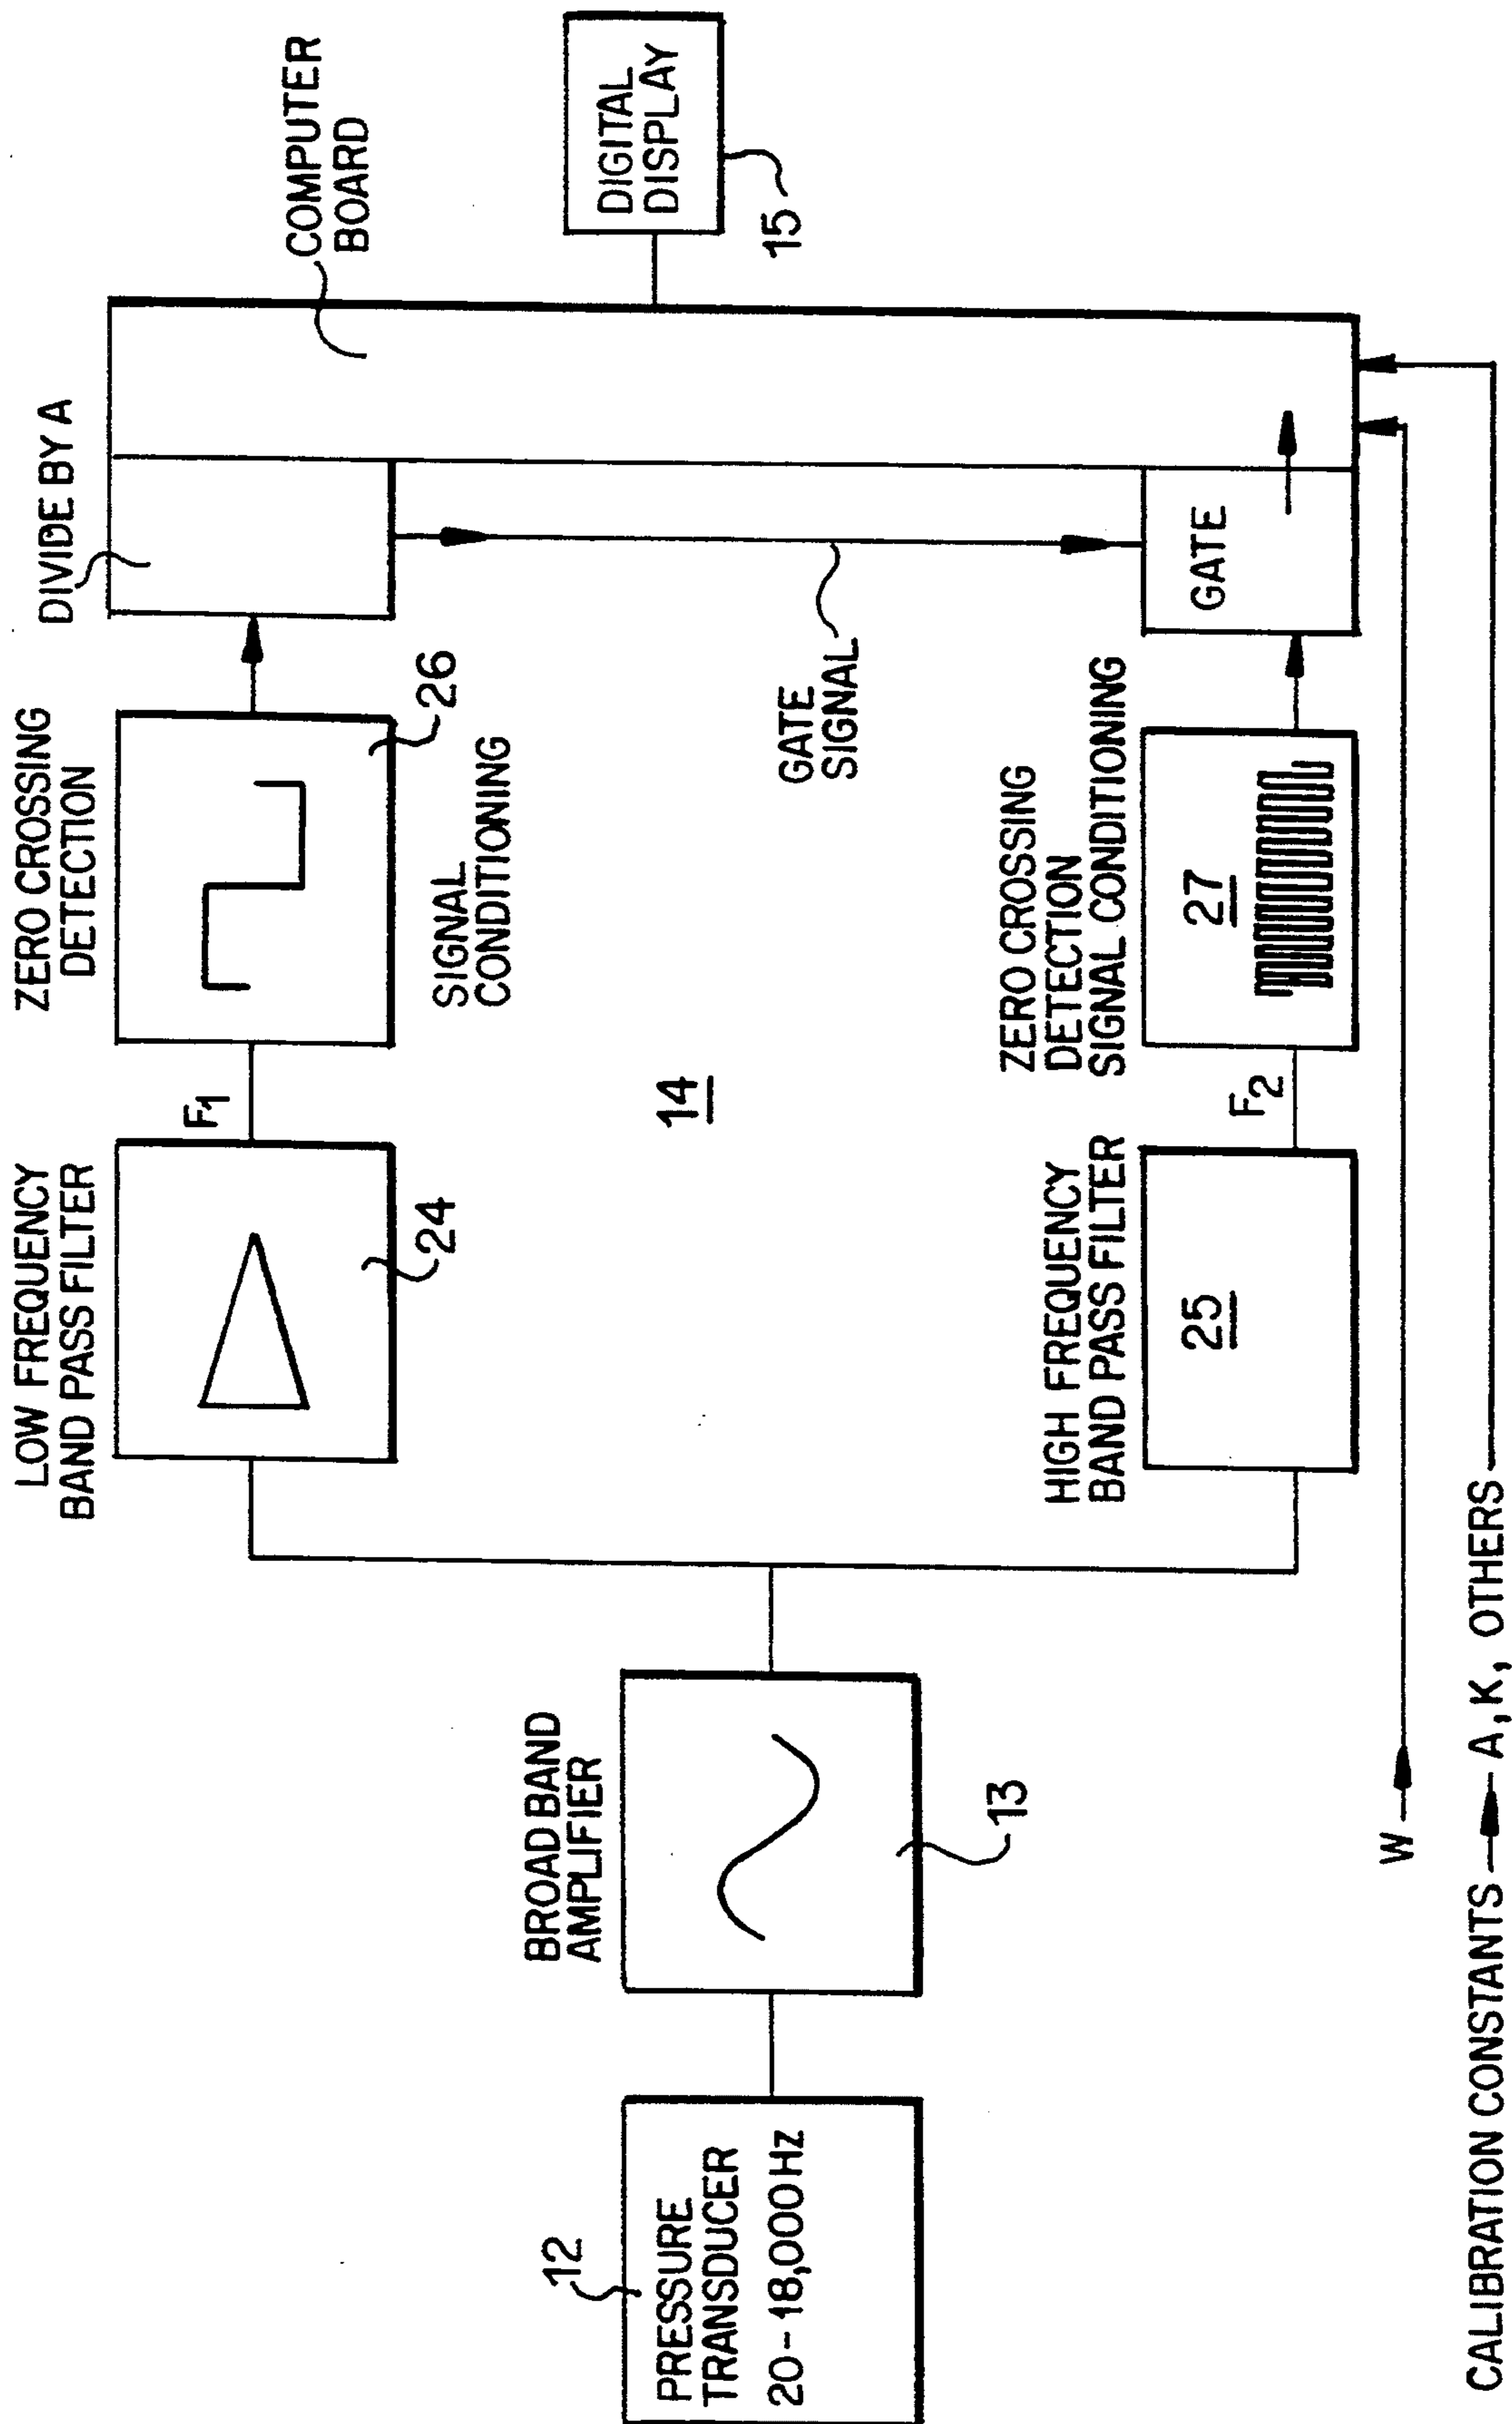 PRESSURE
TRANSDUCER
20-18,000Hz
12
BROAD BAND
AMPLIFIER
13
LOW FREQUENCY
BAND PASS FILTER
24
F1
ZERO CROSSING
DETECTION
26
SIGNAL
CONDITIONING
DIVIDE BY A
COMPUTER
BOARD
DIGITAL
DISPLAY
15
14
GATE
SIGNAL
HIGH FREQUENCY
BAND PASS FILTER
25
F2
ZERO CROSSING
DETECTION
SIGNAL CONDITIONING
27
GATE
W
CALIBRATION CONSTANTS A, K, OTHERS